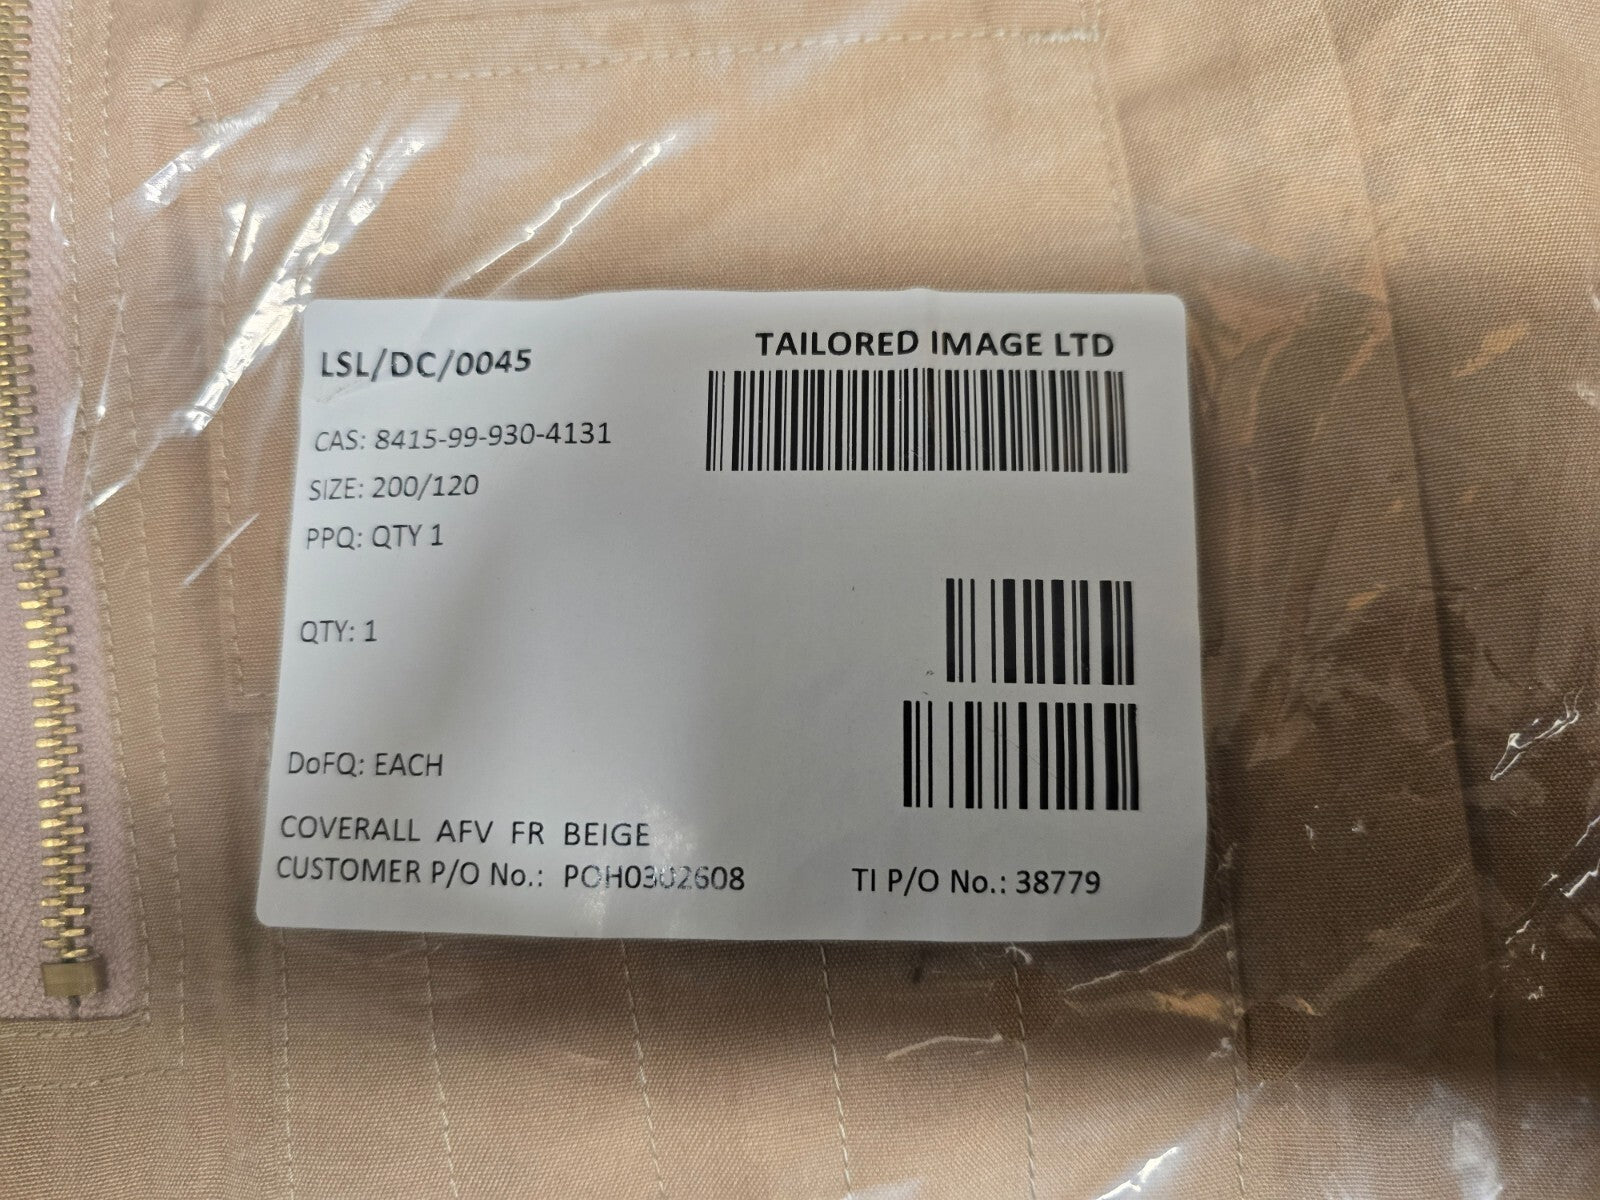 LSL/DC/0045
TAILORED IMAGE LTD
CAS: 8415-99-930-4131
SIZE: 200/120
PPQ: QTY 1
QTY: 1
DoFQ: EACH
COVERALL AFV FR BEIGE
CUSTOMER P/O No.: POH0302608
TI P/O No.: 38779